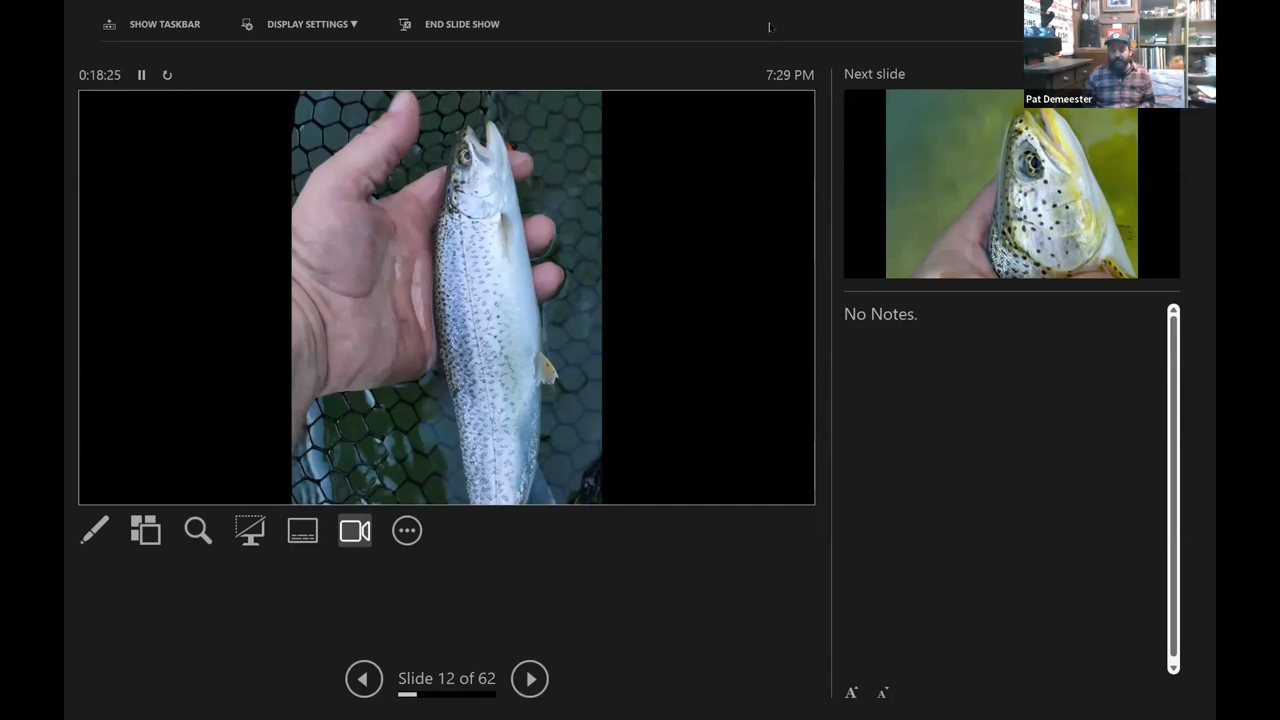 SHOW TASKBAR
DISPLAY SETTINGS ▼
END SLIDE SHOW
0:18:25
7:29 PM
Next slide
Pat Demeester
No Notes.
Slide 12 of 62
A A